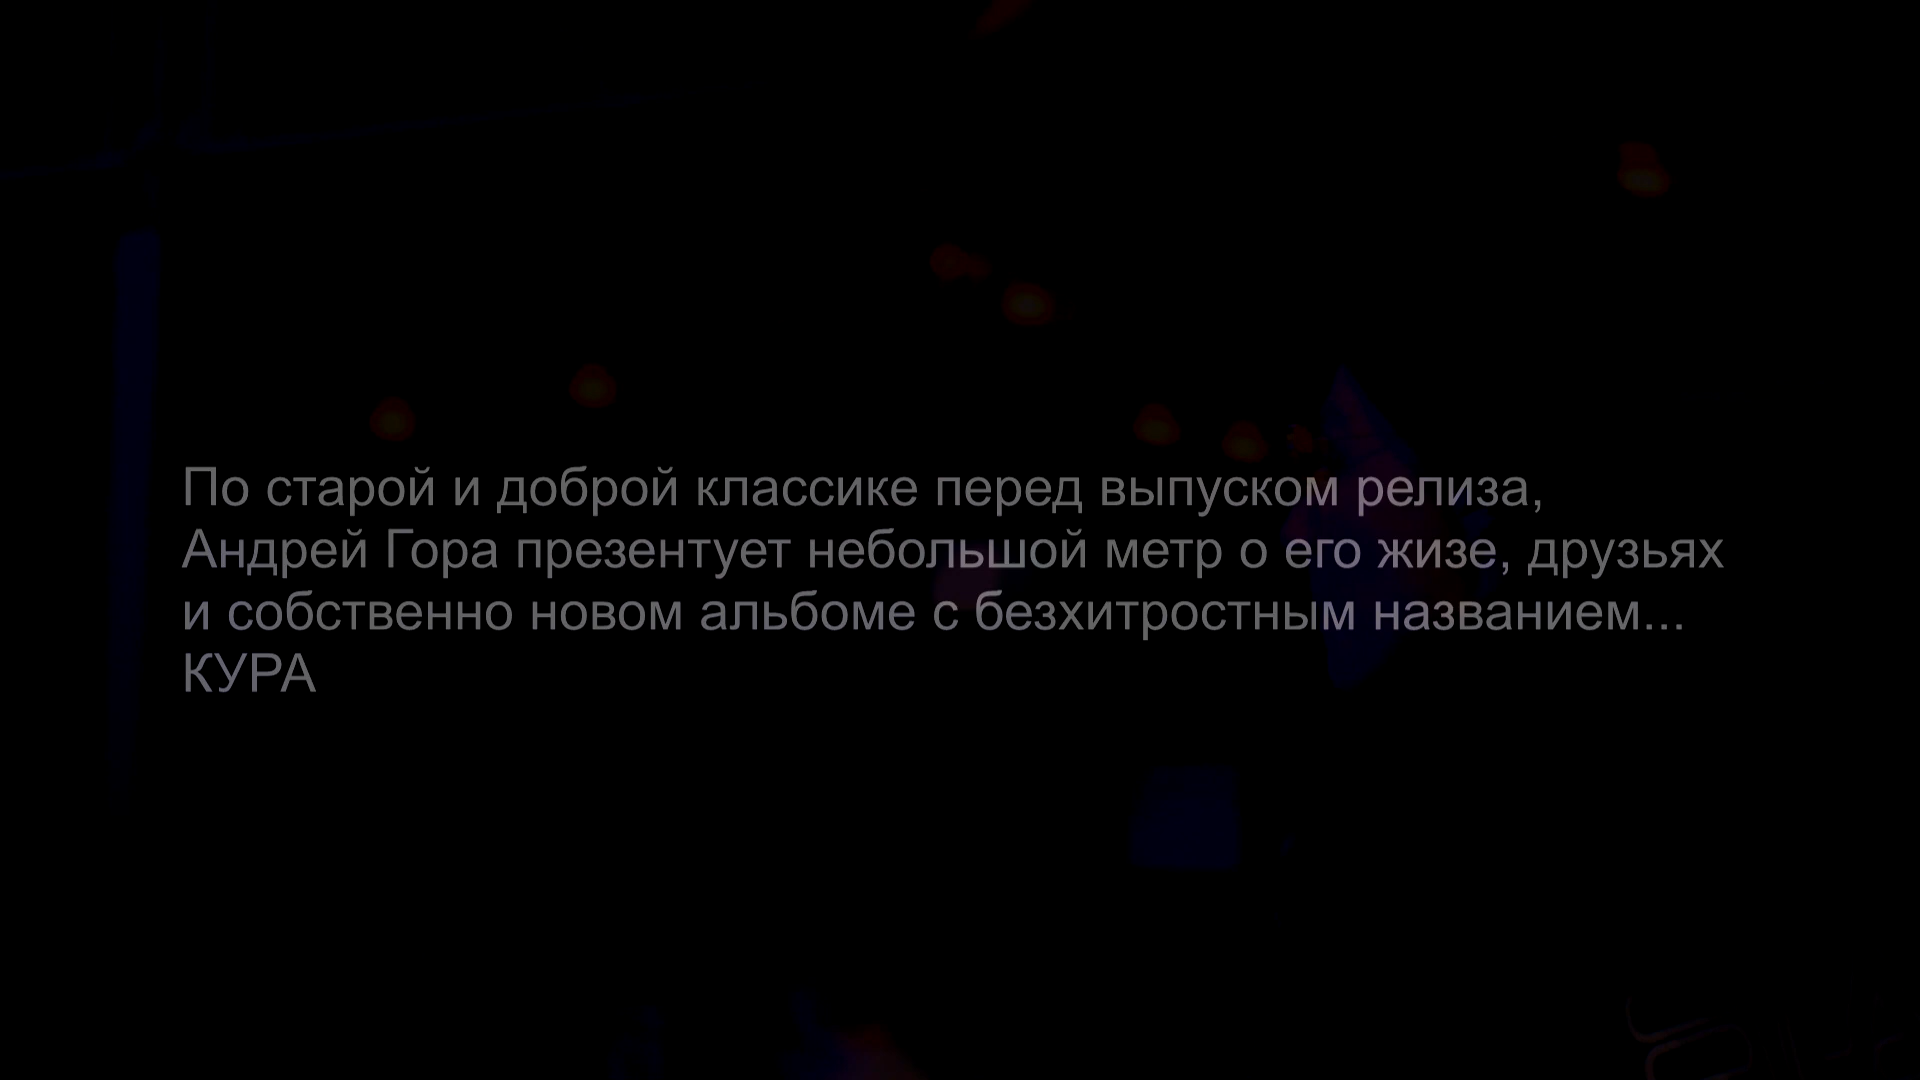 По старой и доброй классике перед выпуском релиза,
Андрей Гора презентует небольшой метр о его жизе, друзьях
и собственно новом альбоме с безхитростным названием...
КУРА